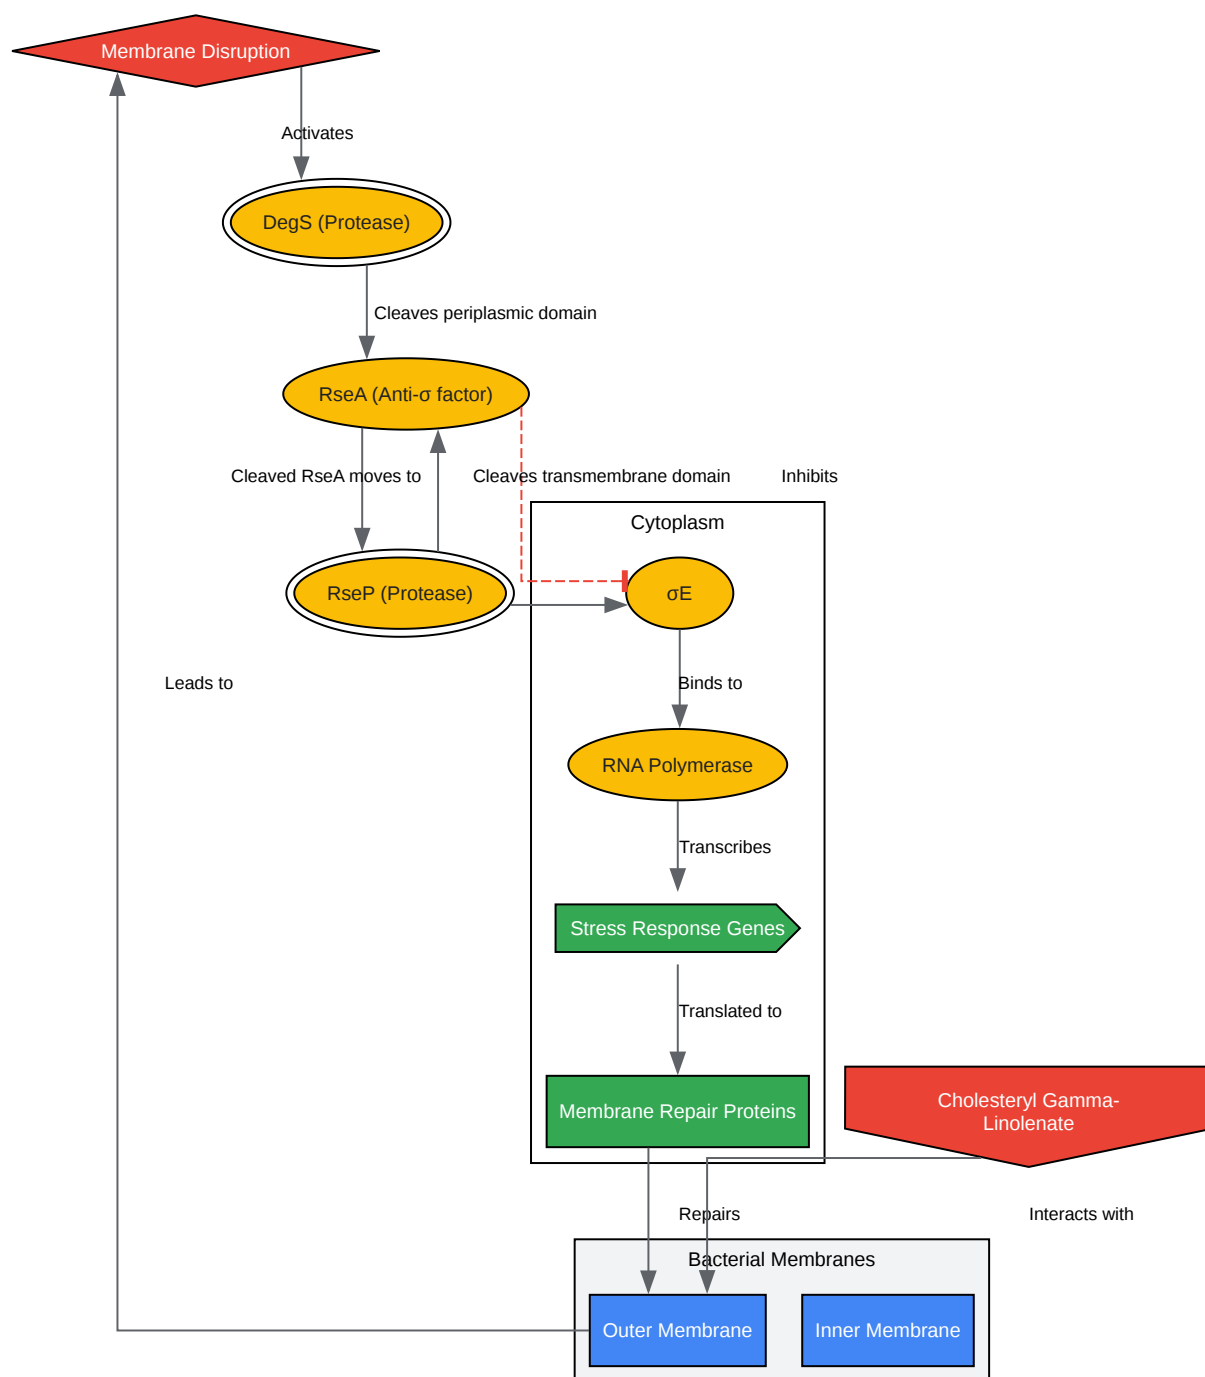 Membrane Disruption
Activates
DegS (Protease)
Cleaves periplasmic domain
RseA (Anti-σ factor)
Cleaved RseA moves to
Cleaves transmembrane domain
Inhibits
Cytoplasm
RseP (Protease)
σE
Leads to
Binds to
RNA Polymerase
Transcribes
Stress Response Genes
Translated to
Membrane Repair Proteins
Cholesteryl Gamma-
Linolenate
Repairs
Interacts with
Bacterial Membranes
Outer Membrane
Inner Membrane